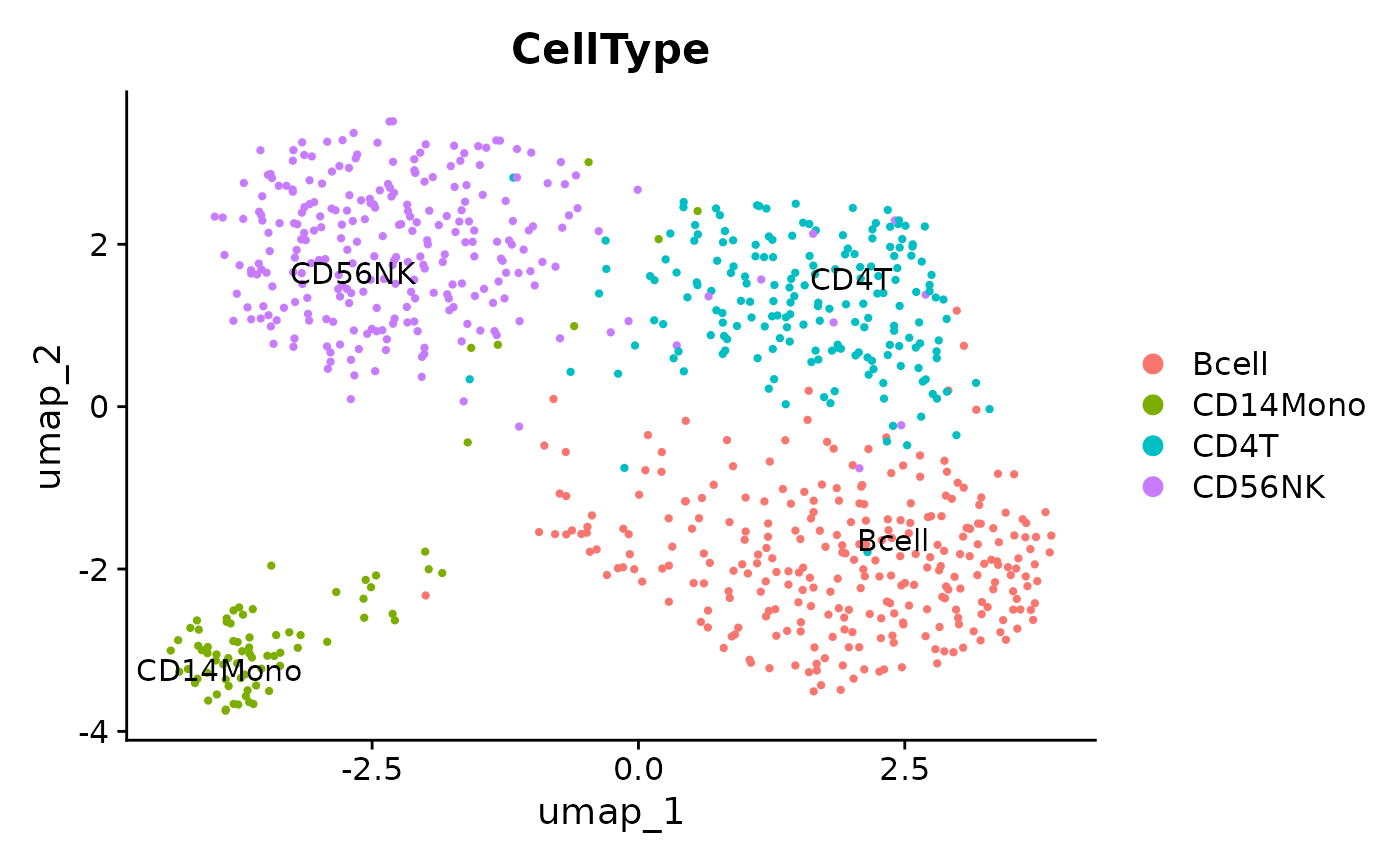 CellType
umap_2
2
0
-2
-4
CD56NK
CD4T
Bcell
CD14Mono
-2.5
0.0
2.5
umap_1
Bcell
CD14Mono
CD4T
CD56NK